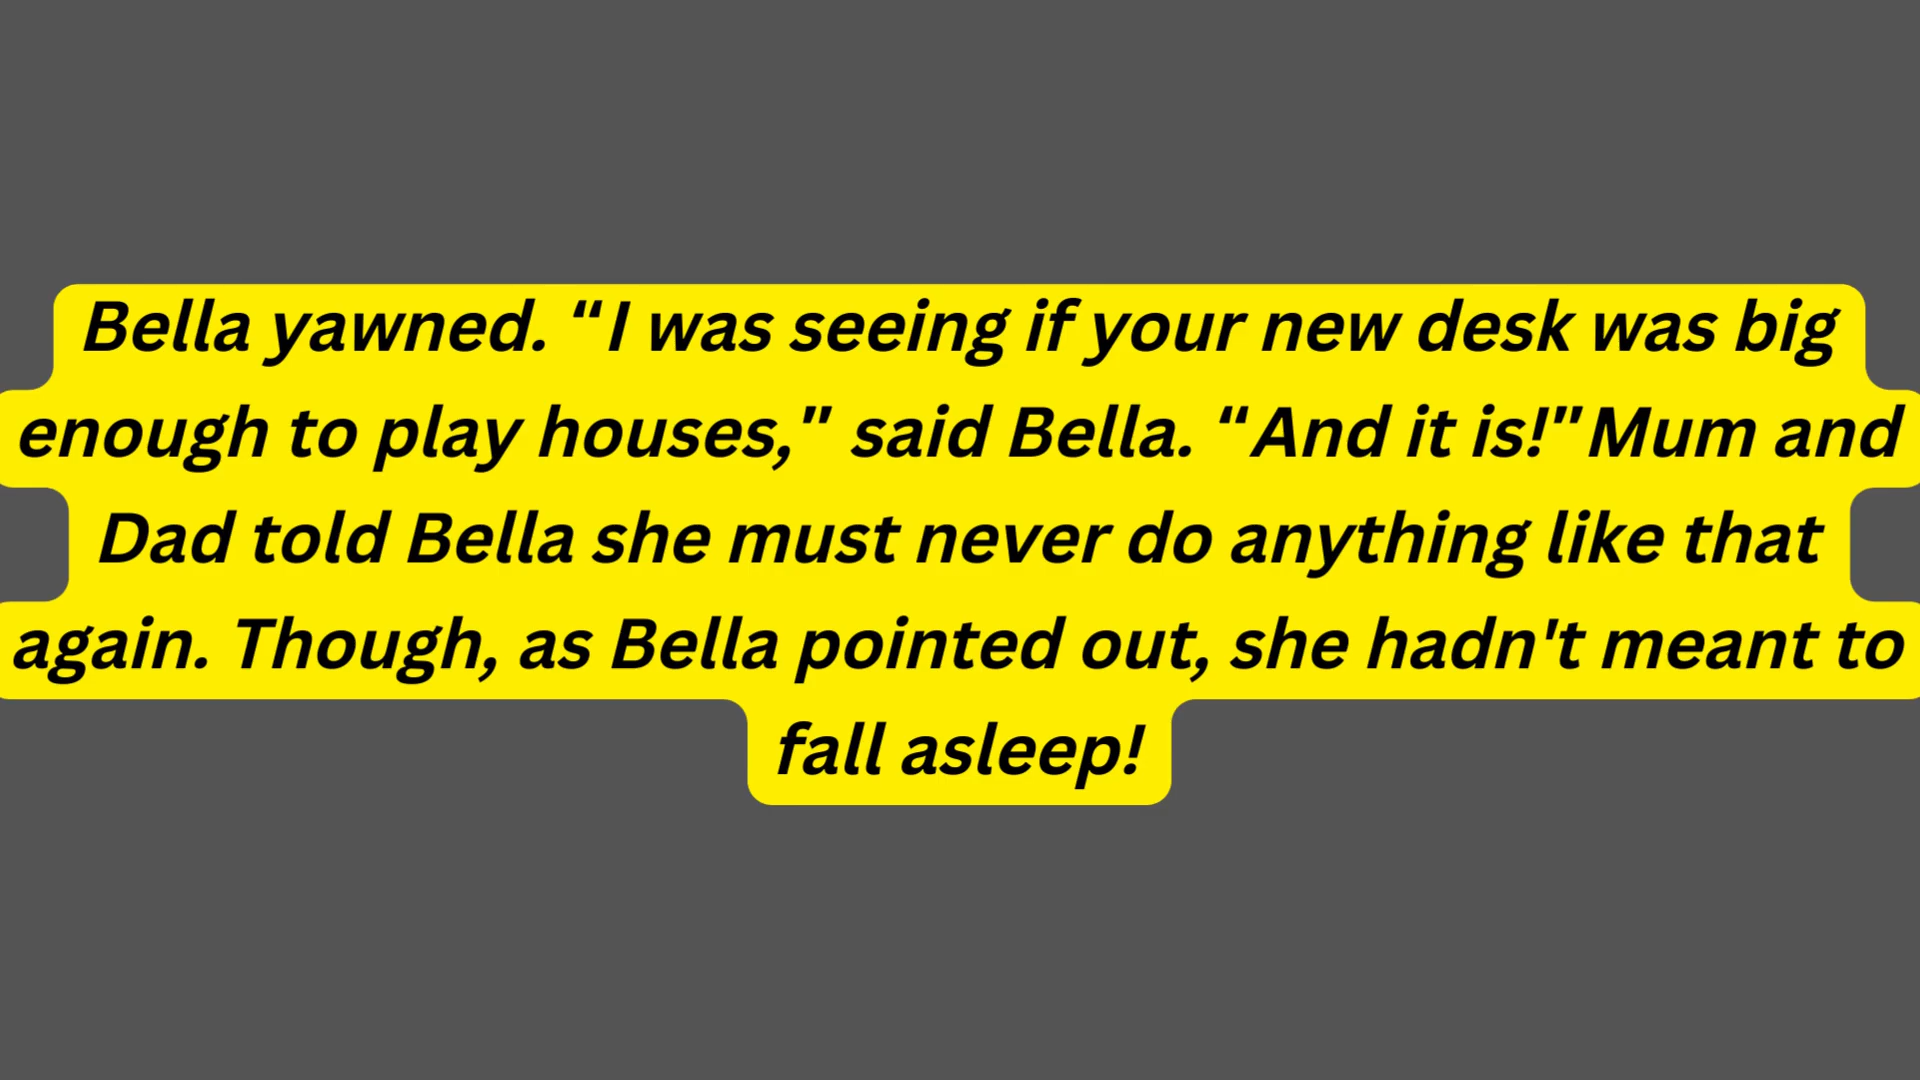 Bella yawned. “I was seeing if your new desk was big
enough to play houses,” said Bella. “And it is!”Mum and
Dad told Bella she must never do anything like that
again. Though, as Bella pointed out, she hadn't meant to
fall asleep!